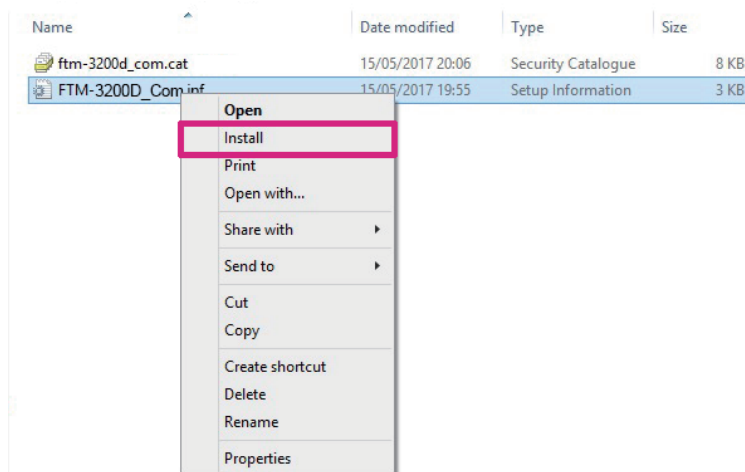 Name Date modified Type Size
ftm-3200d_com.cat 15/05/2017 20:06 Security Catalogue 8 KB
FTM-3200D_Com.inf 15/05/2017 19:55 Setup Information 3 KB
Open
Install
Print
Open with...
Share with
Send to
Cut
Copy
Create shortcut
Delete
Rename
Properties